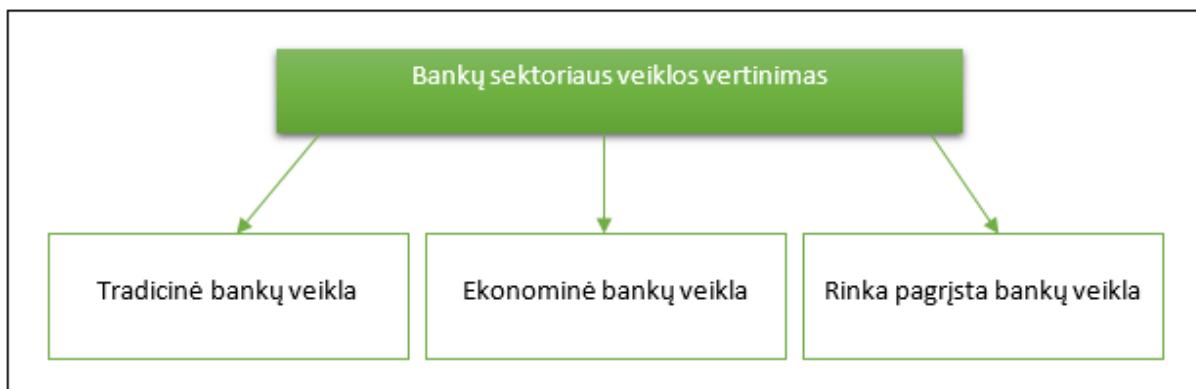 Bankų sektoriaus veiklos vertinimas
Tradicinė bankų veikla
Ekonominė bankų veikla
Rinka pagrįsta bankų veikla